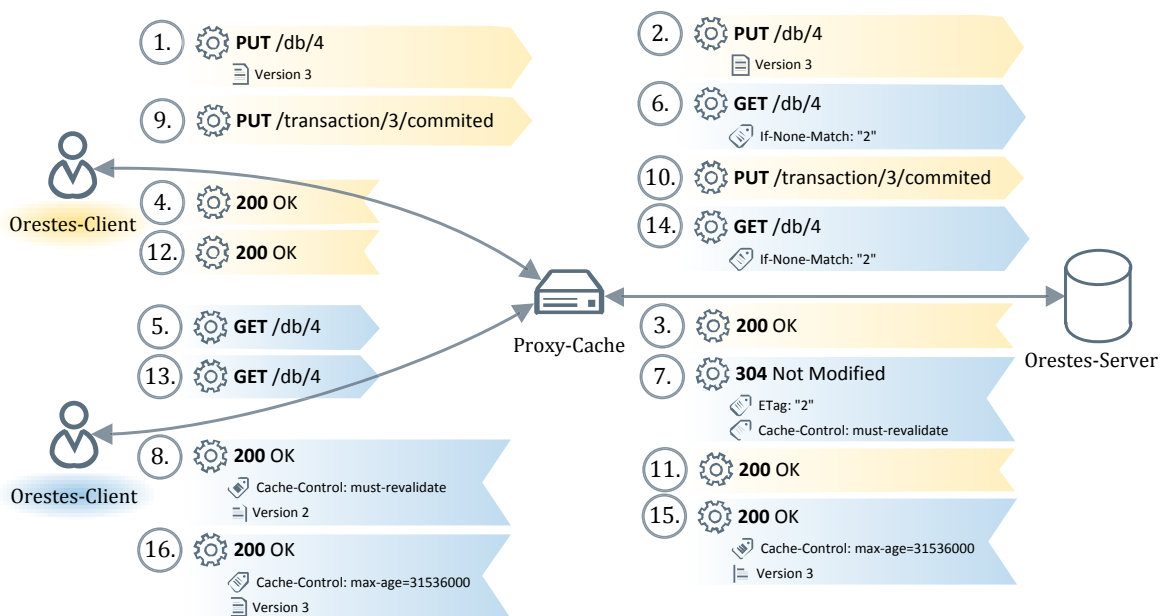 1. PUT /db/4
Version 3
9. PUT /transaction/3/commited
Orestes-Client
4. 200 OK
12. 200 OK
5. GET /db/4
13. GET /db/4
Orestes-Client
8. 200 OK
Cache-Control: must-revalidate
Version 2
16. 200 OK
Cache-Control: max-age=31536000
Version 3
Proxy-Cache
2. PUT /db/4
Version 3
6. GET /db/4
If-None-Match: "2"
10. PUT /transaction/3/commited
14. GET /db/4
If-None-Match: "2"
3. 200 OK
7. 304 Not Modified
ETag: "2"
Cache-Control: must-revalidate
11. 200 OK
15. 200 OK
Cache-Control: max-age=31536000
Version 3
Orestes-Server